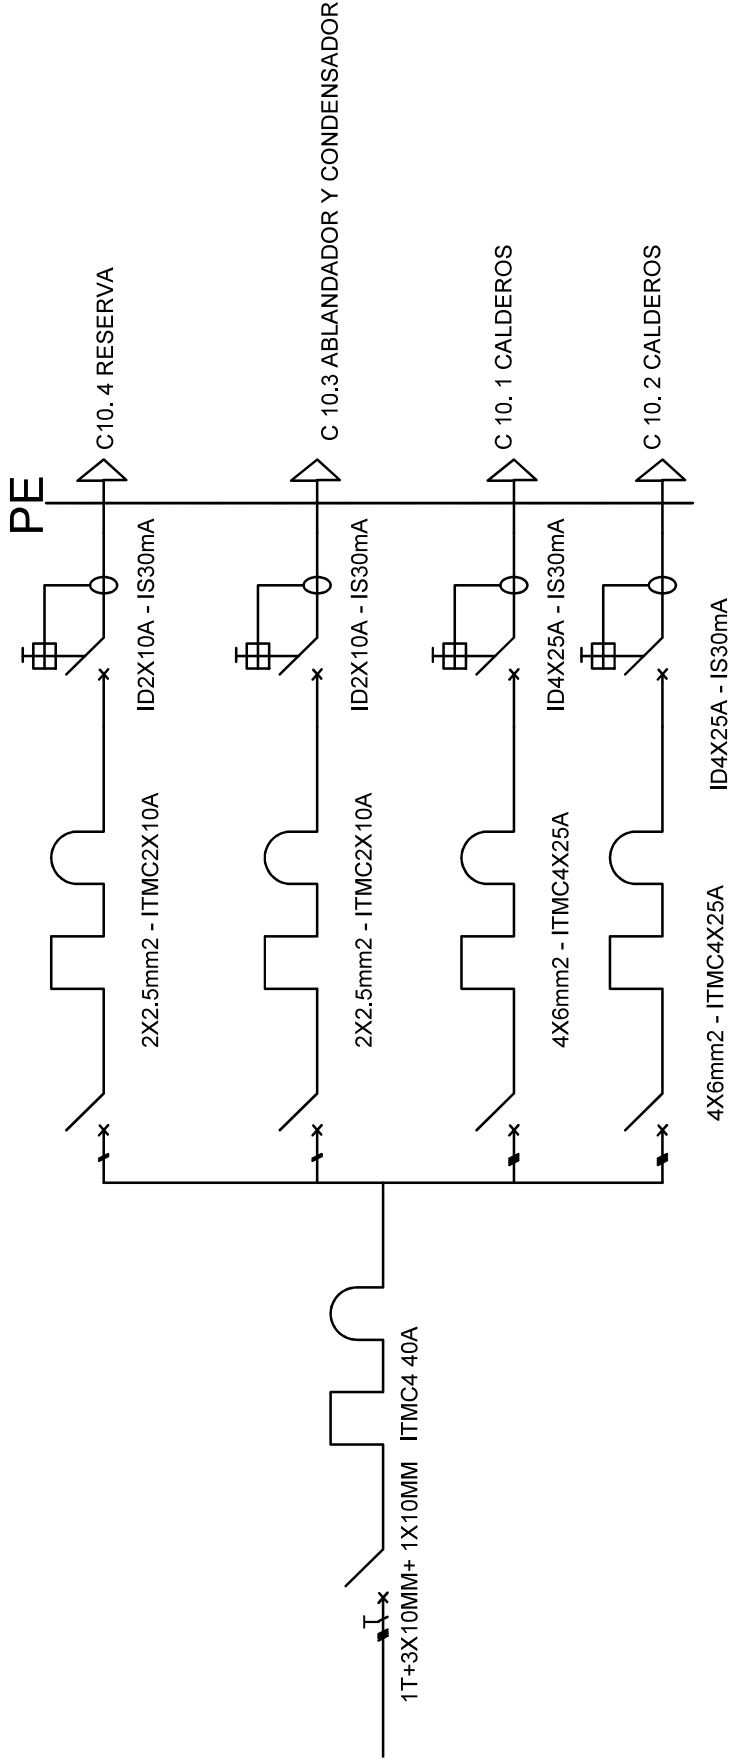 PE
C10. 4 RESERVA
ID2X10A - IS30mA
2X2.5mm2 - ITMC2X10A
C 10.3 ABLANDADOR Y CONDENSADOR
ID2X10A - IS30mA
2X2.5mm2 - ITMC2X10A
C 10. 1 CALDEROS
ID4X25A - IS30mA
4X6mm2 - ITMC4X25A
C 10. 2 CALDEROS
ID4X25A - IS30mA
4X6mm2 - ITMC4X25A
1T+3X10MM+ 1X10MM ITMC4 40A